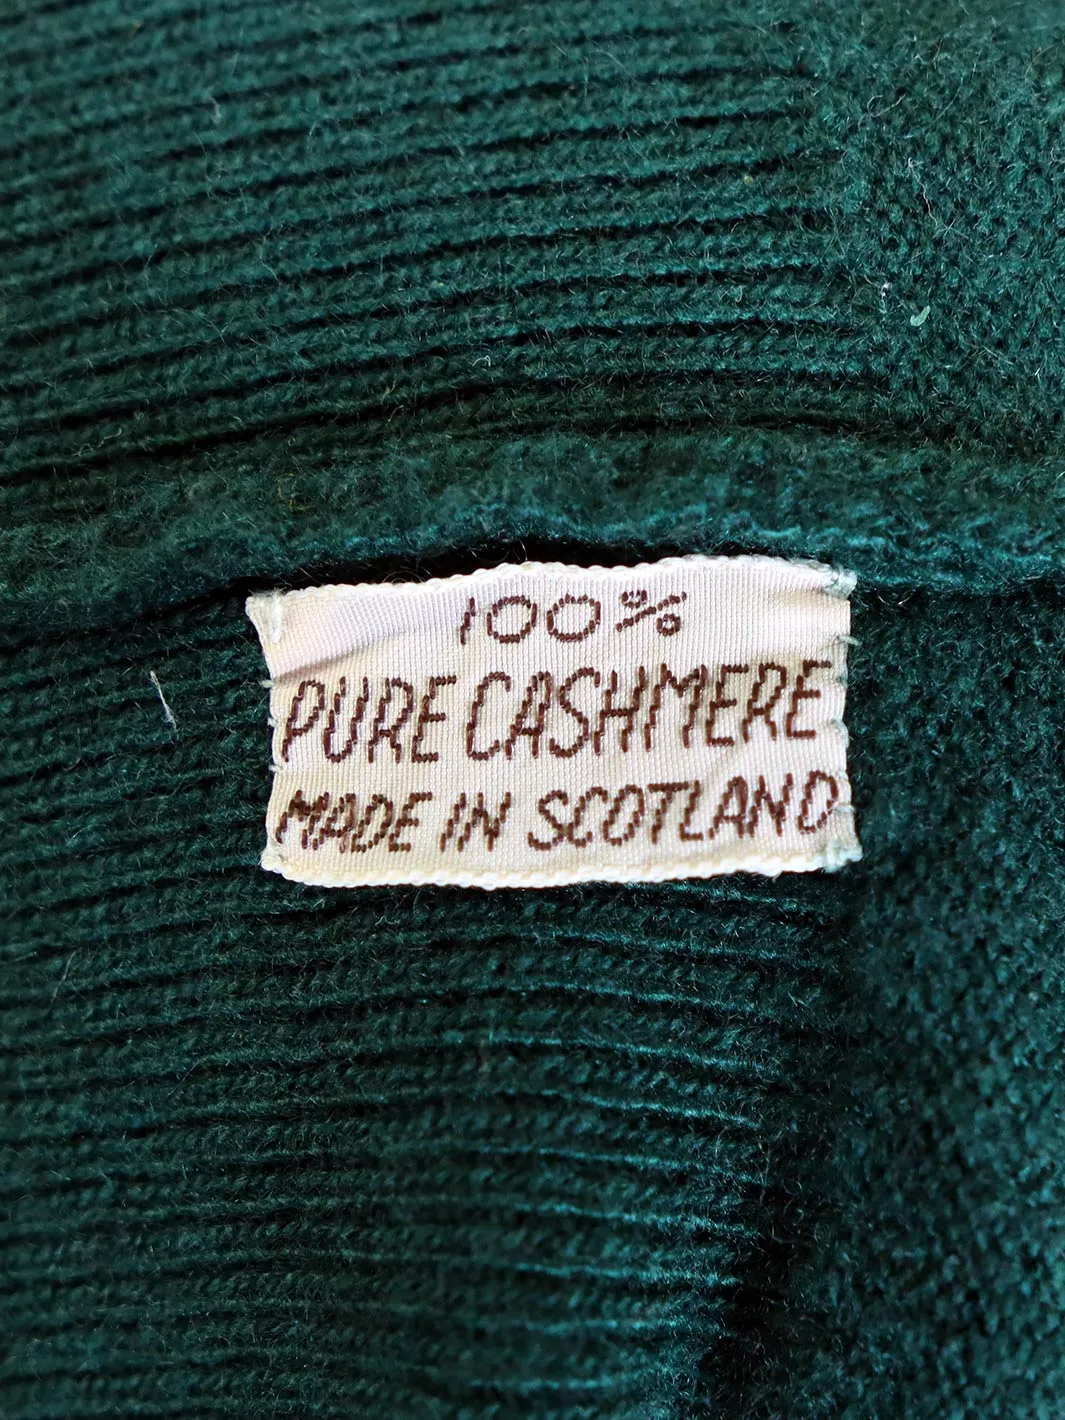 100%
PURE CASHMERE
MADE IN SCOTLAND